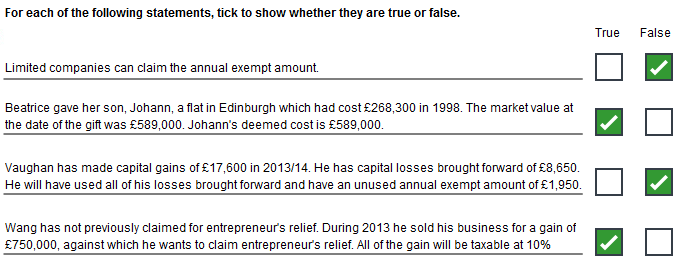 For each of the following statements, tick to show whether they are true or false.
True False
Limited companies can claim the annual exempt amount.
Beatrice gave her son, Johann, a flat in Edinburgh which had cost £268,300 in 1998. The market value at
the date of the gift was £589,000. Johann's deemed cost is £589,000.
Vaughan has made capital gains of £17,600 in 2013/14. He has capital losses brought forward of £8,650.
He will have used all of his losses brought forward and have an unused annual exempt amount of £1,950.
Wang has not previously claimed for entrepreneur's relief. During 2013 he sold his business for a gain of
£750,000, against which he wants to claim entrepreneur's relief. All of the gain will be taxable at 10%